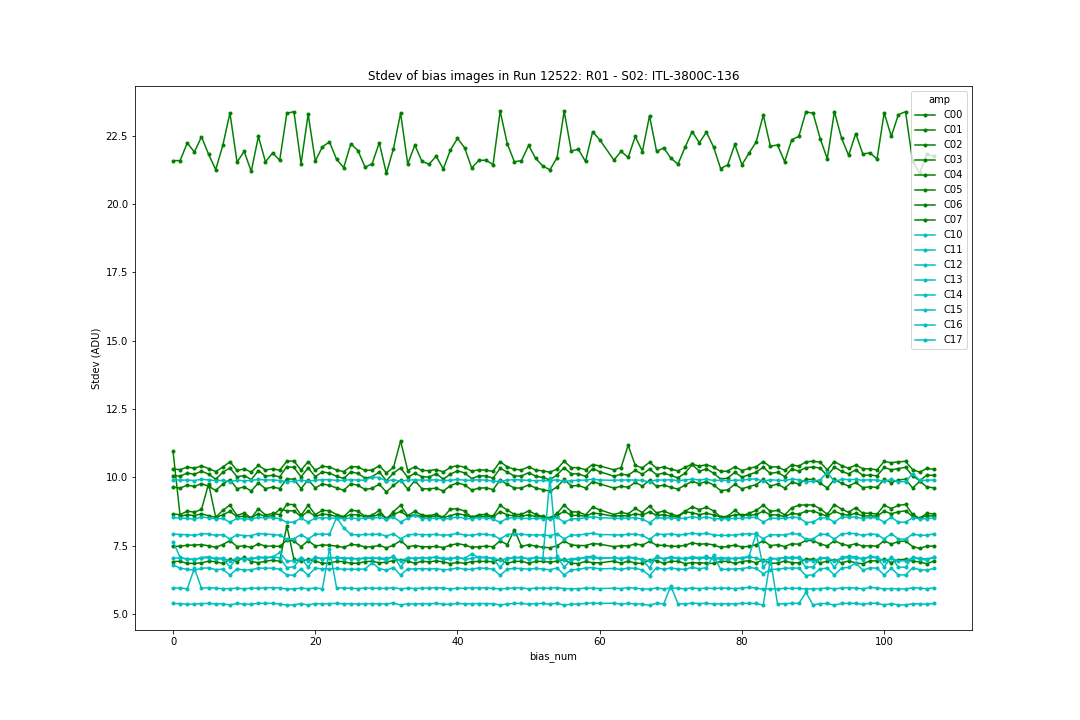 Stdev of bias images in Run 12522: R01 - S02: ITL-3800C-136
amp
C00
C01
C02
C03
C04
C05
C06
C07
C10
C11
C12
C13
C14
C15
C16
C17
Stdev (ADU)
22.5
20.0
17.5
15.0
12.5
10.0
7.5
5.0
0 20 40 60 80 100
bias_num